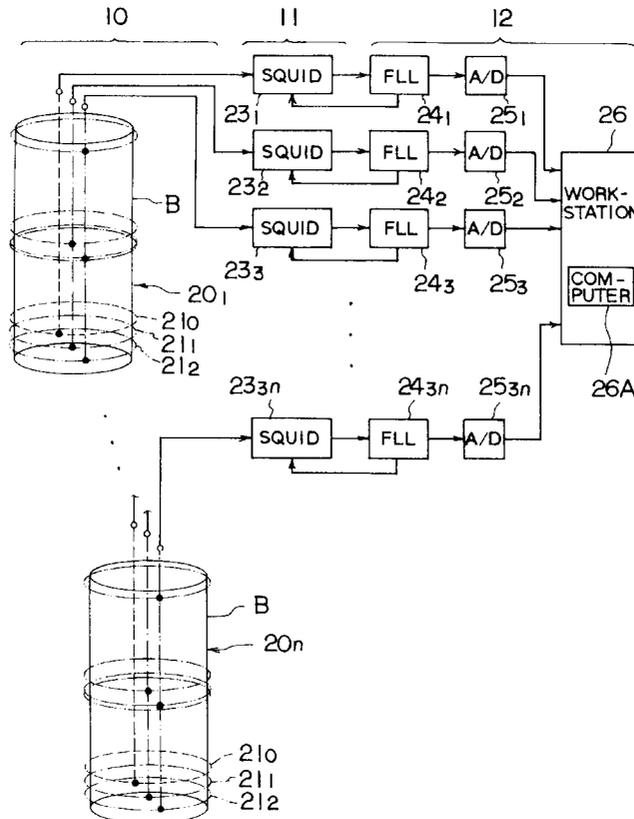 10 11 12
SQUID FLL A/D
23₁ 24₁ 25₁ 26
SQUID FLL A/D
B 23₂ 24₂ 25₂ WORK-
STATION
SQUID FLL A/D
20₁ 23₃ 24₃ 25₃ COM-
PUTER
21₀
21₁
21₂
23₃ₙ 24₃ₙ 25₃ₙ 26A
SQUID FLL A/D
B
20n
21₀
21₁
21₂